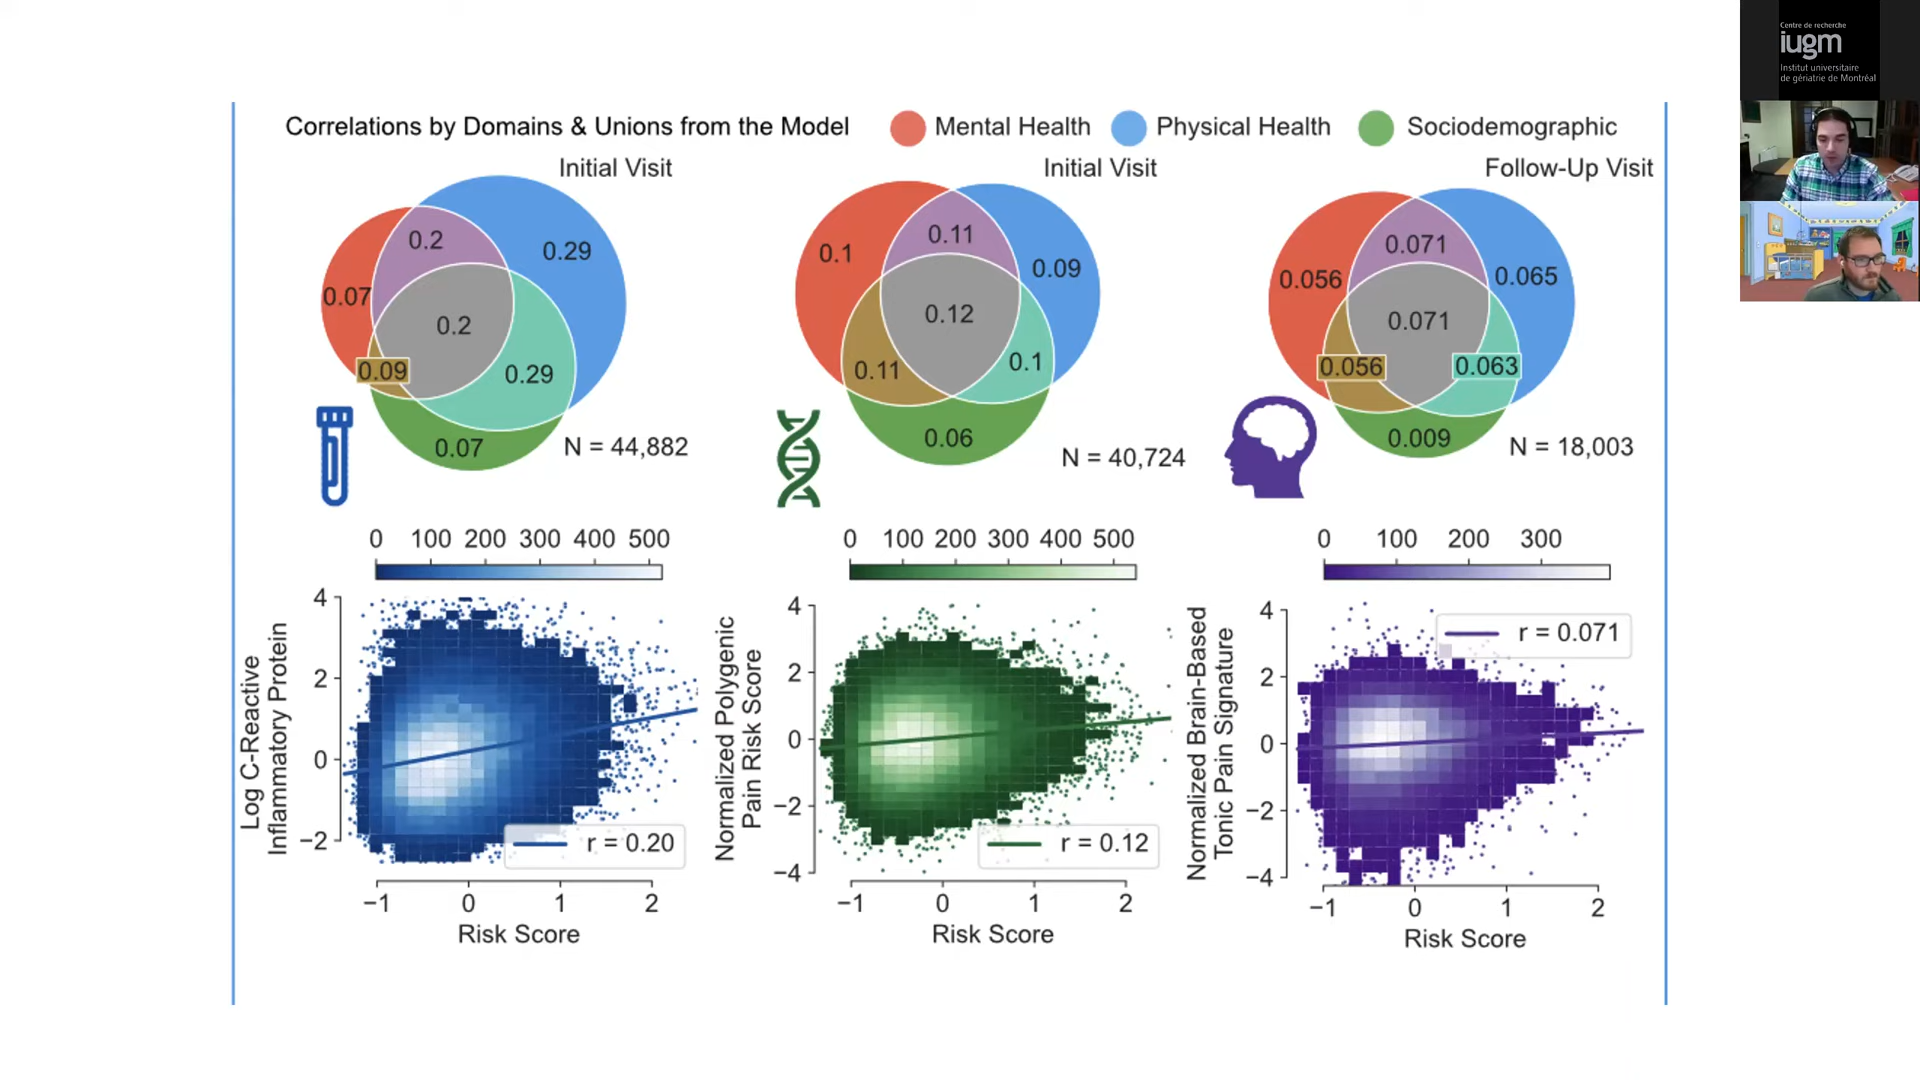 Centre de recherche
iugm
Institut universitaire
de gériatrie de Montréal
Correlations by Domains & Unions from the Model
Mental Health
Physical Health
Sociodemographic
Initial Visit
0.2
0.29
0.07
0.2
0.09
0.29
0.07
N = 44,882
Initial Visit
0.11
0.1
0.09
0.12
0.11
0.1
0.06
N = 40,724
Follow-Up Visit
0.071
0.056
0.065
0.071
0.056
0.063
0.009
N = 18,003
0 100 200 300 400 500
Log C-Reactive
Inflammatory Protein
4
2
0
−2
r = 0.20
−1 0 1 2
Risk Score
0 100 200 300 400 500
Normalized Polygenic
Pain Risk Score
4
2
0
−2
−4
r = 0.12
−1 0 1 2
Risk Score
0 100 200 300
Normalized Brain-Based
Tonic Pain Signature
4
2
0
−2
−4
r = 0.071
−1 0 1 2
Risk Score